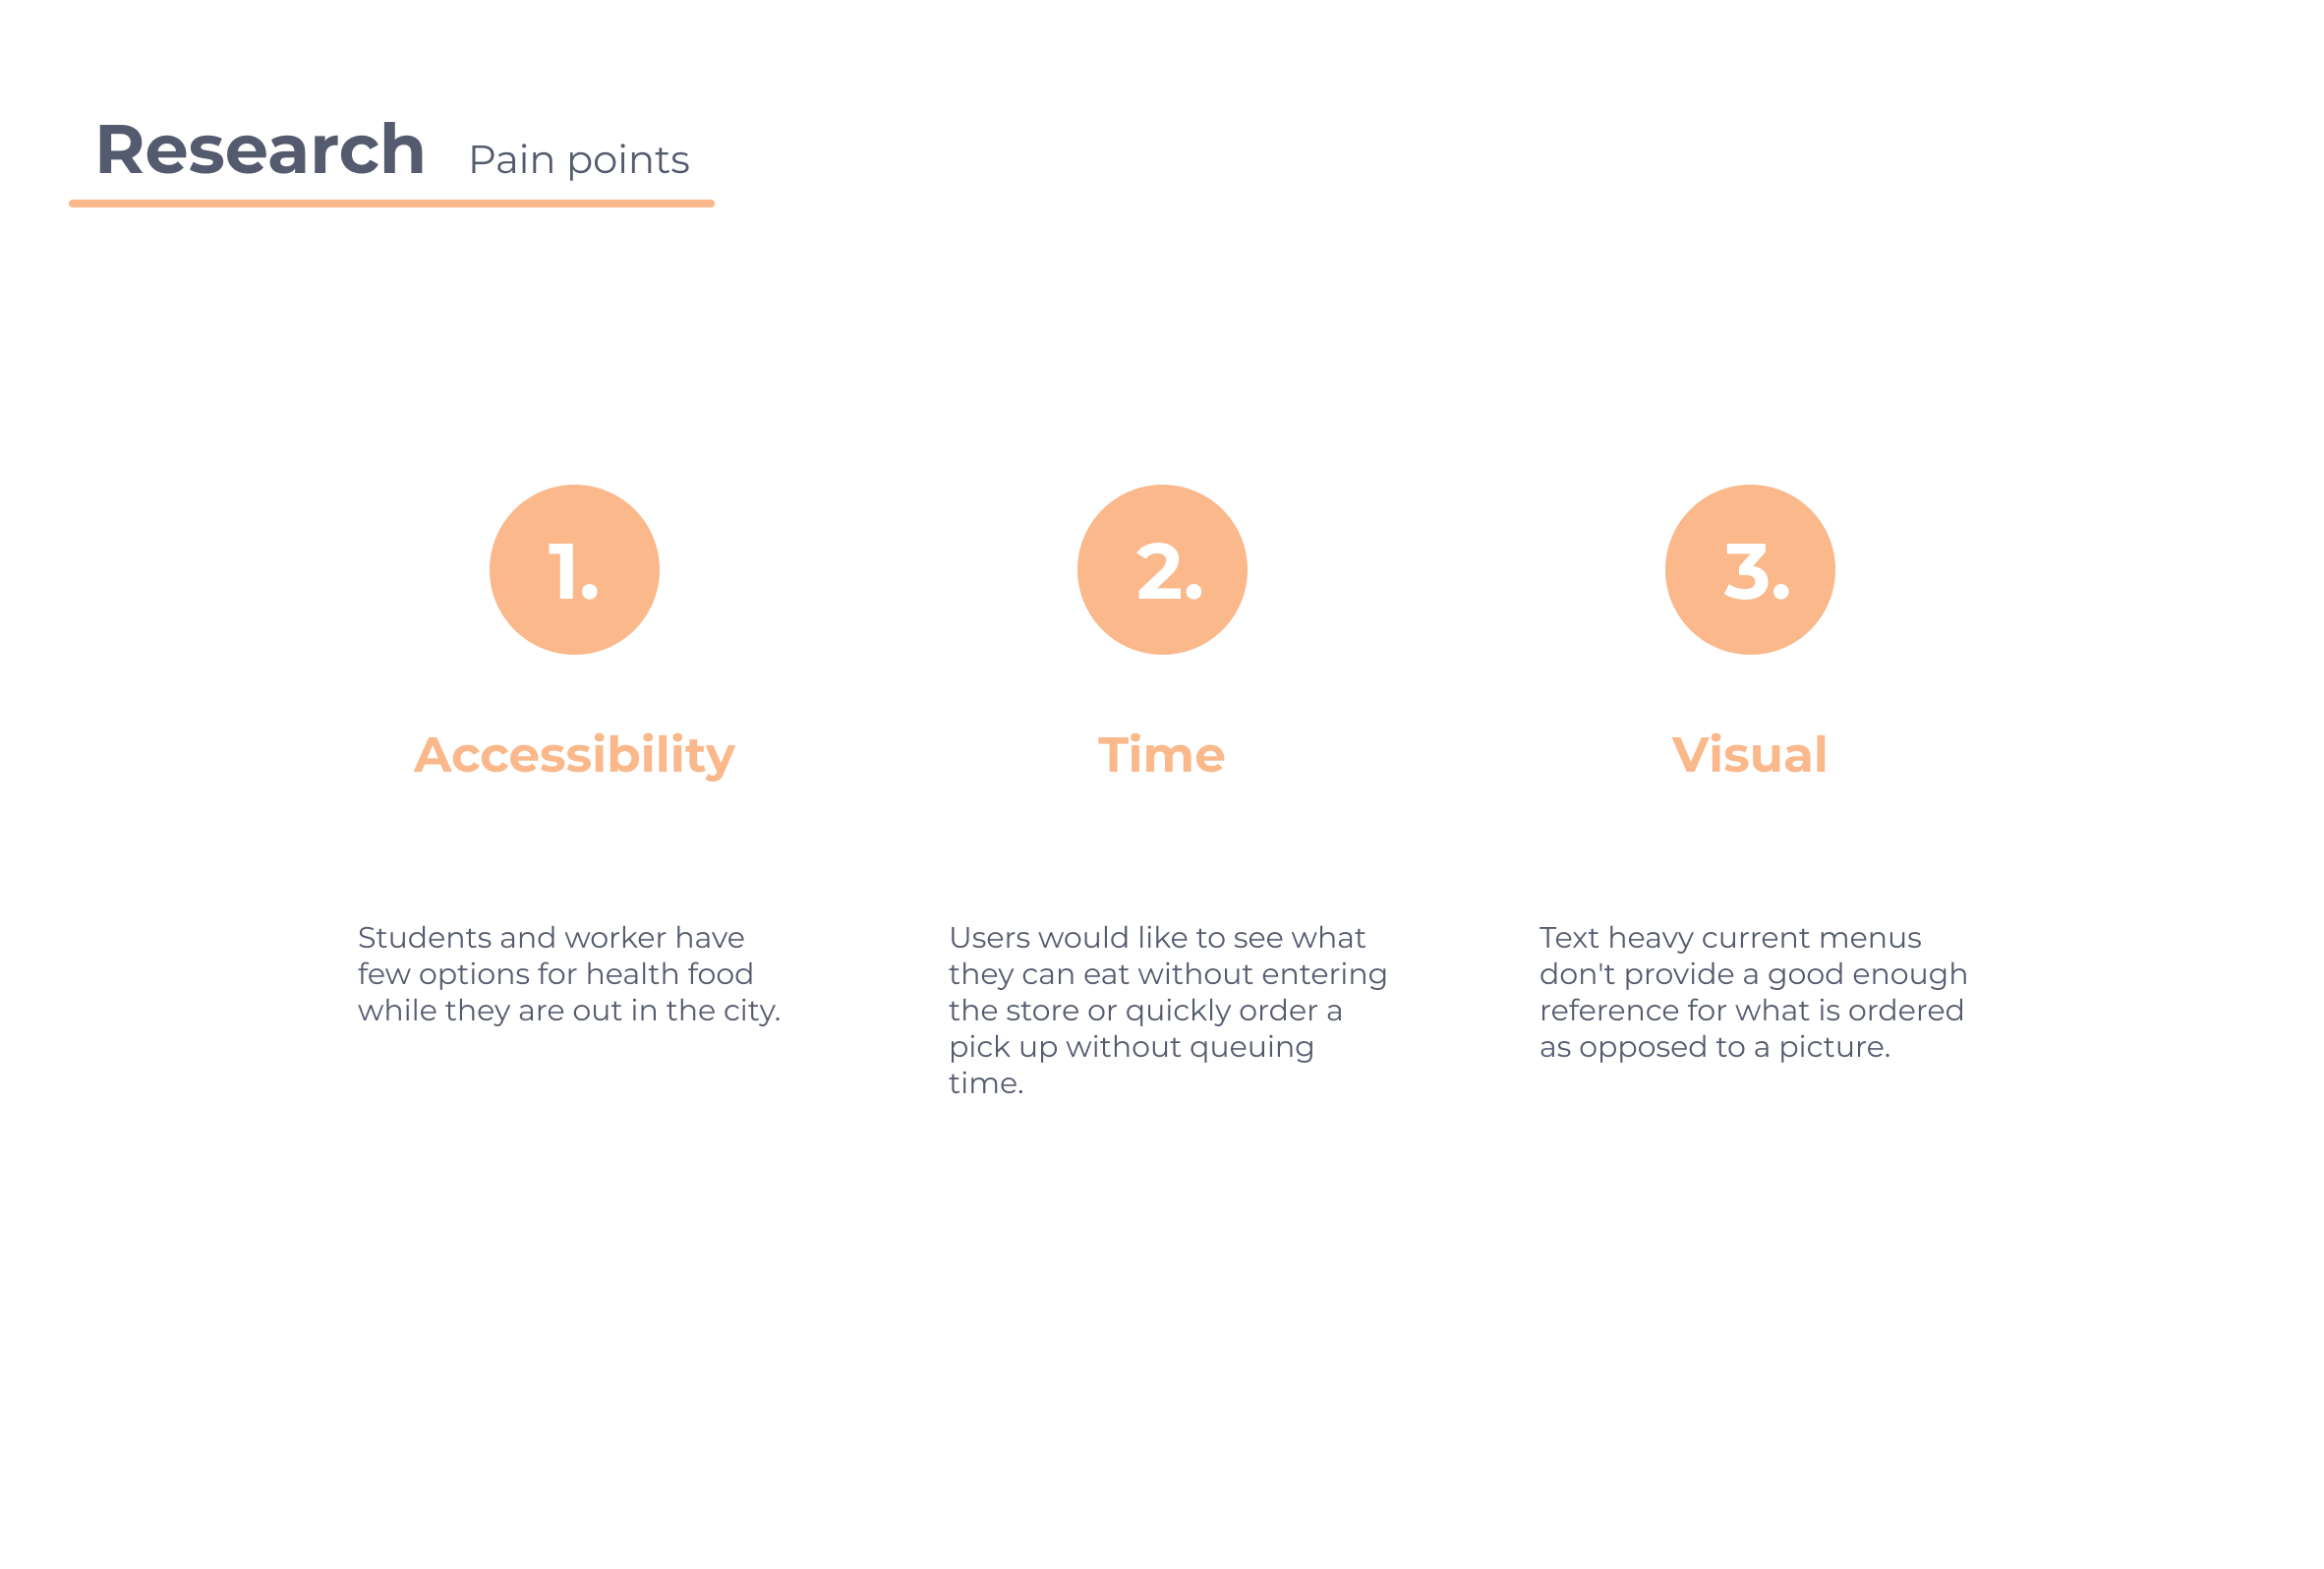 Research Pain points
1.
Accessibility
Students and worker have
few options for health food
while they are out in the city.
2.
Time
Users would like to see what
they can eat without entering
the store or quickly order a
pick up without queuing
time.
3.
Visual
Text heavy current menus
don't provide a good enough
reference for what is ordered
as opposed to a picture.